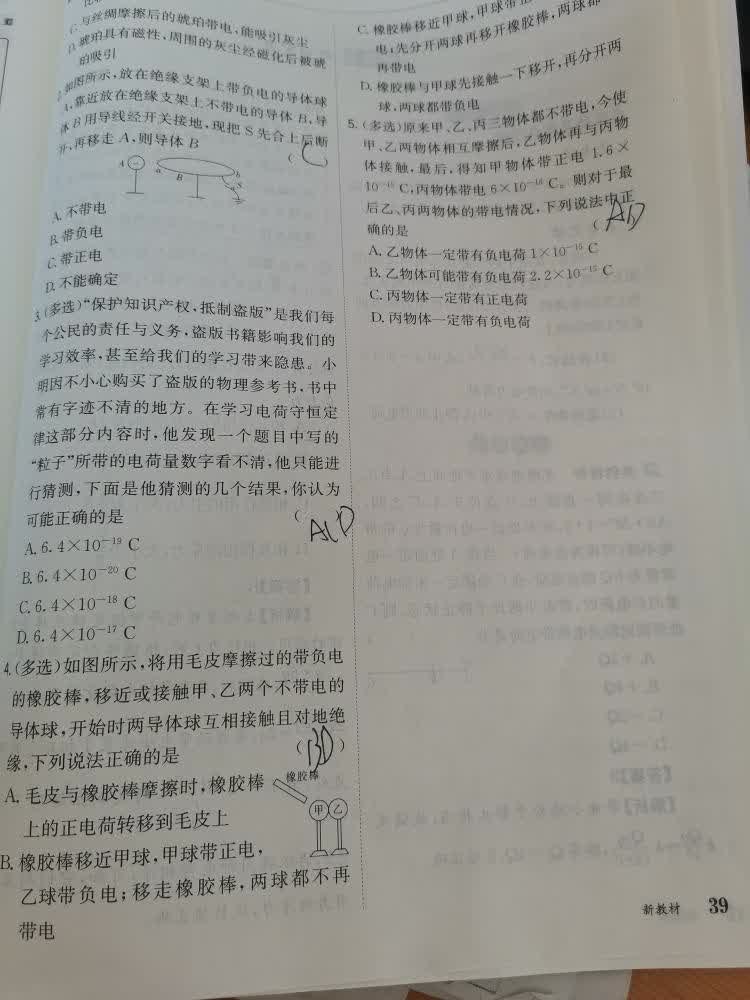 C. 与丝绸摩擦后的琥珀带电,能吸引灰尘
D. 琥珀具有磁性,周围的灰尘经磁化后被琥
珀吸引
如图所示,放在绝缘支架上带负电的导体球
A,靠近放在绝缘支架上不带电的导体 B,导
体 B 用导线经开关接地,现把 S 先合上后断
开,再移走 A,则导体 B
( C
A
a
B
b
S
A. 不带电
B. 带负电
C. 带正电
D. 不能确定
3. (多选)“保护知识产权,抵制盗版”是我们每
个公民的责任与义务,盗版书籍影响我们的
学习效率,甚至给我们的学习带来隐患。小
明因不小心购买了盗版的物理参考书,书中
常有字迹不清的地方。在学习电荷守恒定
律这部分内容时,他发现一个题目中写的
“粒子”所带的电荷量数字看不清,他只能进
行猜测,下面是他猜测的几个结果,你认为
可能正确的是
( ACD
A. 6.4×10⁻¹⁹ C
B. 6.4×10⁻²⁰ C
C. 6.4×10⁻¹⁸ C
D. 6.4×10⁻¹⁷ C
4. (多选)如图所示,将用毛皮摩擦过的带负电
的橡胶棒,移近或接触甲、乙两个不带电的
导体球,开始时两导体球互相接触且对地绝
缘,下列说法正确的是
( BD )
橡胶棒
甲 乙
A. 毛皮与橡胶棒摩擦时,橡胶棒
上的正电荷转移到毛皮上
B. 橡胶棒移近甲球,甲球带正电,
乙球带负电;移走橡胶棒,两球都不再
带电
C. 橡胶棒移近甲球,甲球带
电;先分开两球再移开橡胶棒,两球都
再带电
D. 橡胶棒与甲球先接触一下移开,再分开两
球,两球都带负电
5. (多选)原来甲、乙、丙三物体都不带电,今使
甲、乙两物体相互摩擦后,乙物体再与丙物
体接触,最后,得知甲物体带正电 1.6×
10⁻¹⁵ C,丙物体带电 6×10⁻¹⁶ C。则对于最
后乙、丙两物体的带电情况,下列说法中正
确的是
( AD
A. 乙物体一定带有负电荷 1×10⁻¹⁵ C
B. 乙物体可能带有负电荷 2.2×10⁻¹⁵ C
C. 丙物体一定带有正电荷
D. 丙物体一定带有负电荷
新教材 39